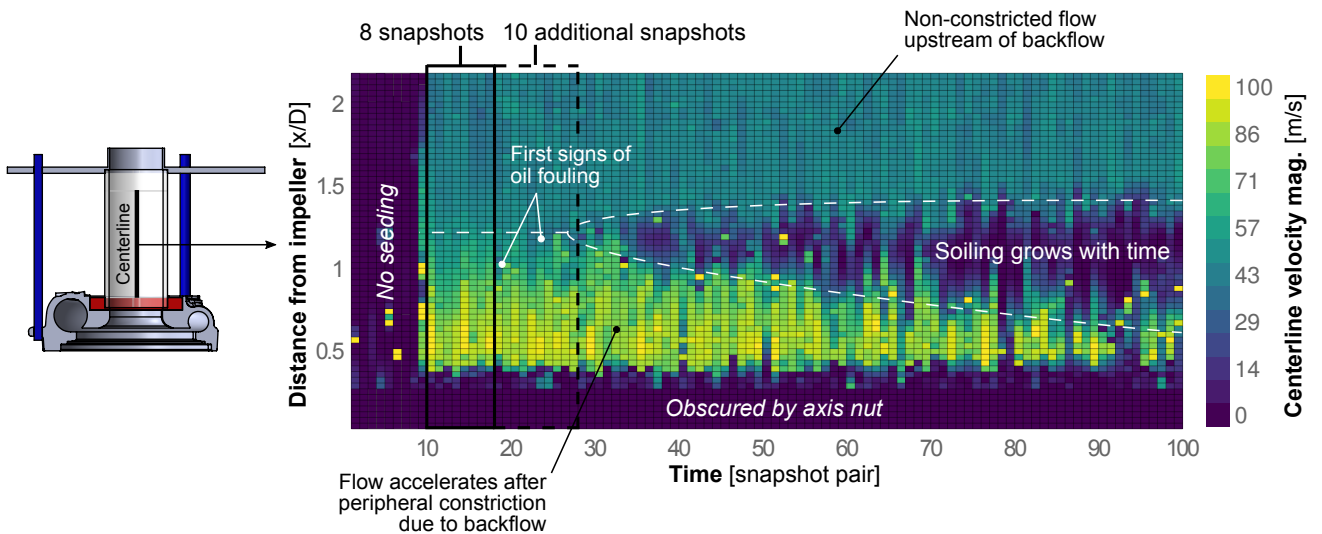 8 snapshots
10 additional snapshots
Non-constricted flow
upstream of backflow
Centerline
Distance from impeller [x/D]
2
1.5
1
0.5
No seeding
First signs of
oil fouling
Soiling grows with time
Obscured by axis nut
100
86
71
57
43
29
14
0
Centerline velocity mag. [m/s]
10
20
30
40
50
60
70
80
90
100
Time [snapshot pair]
Flow accelerates after
peripheral constriction
due to backflow